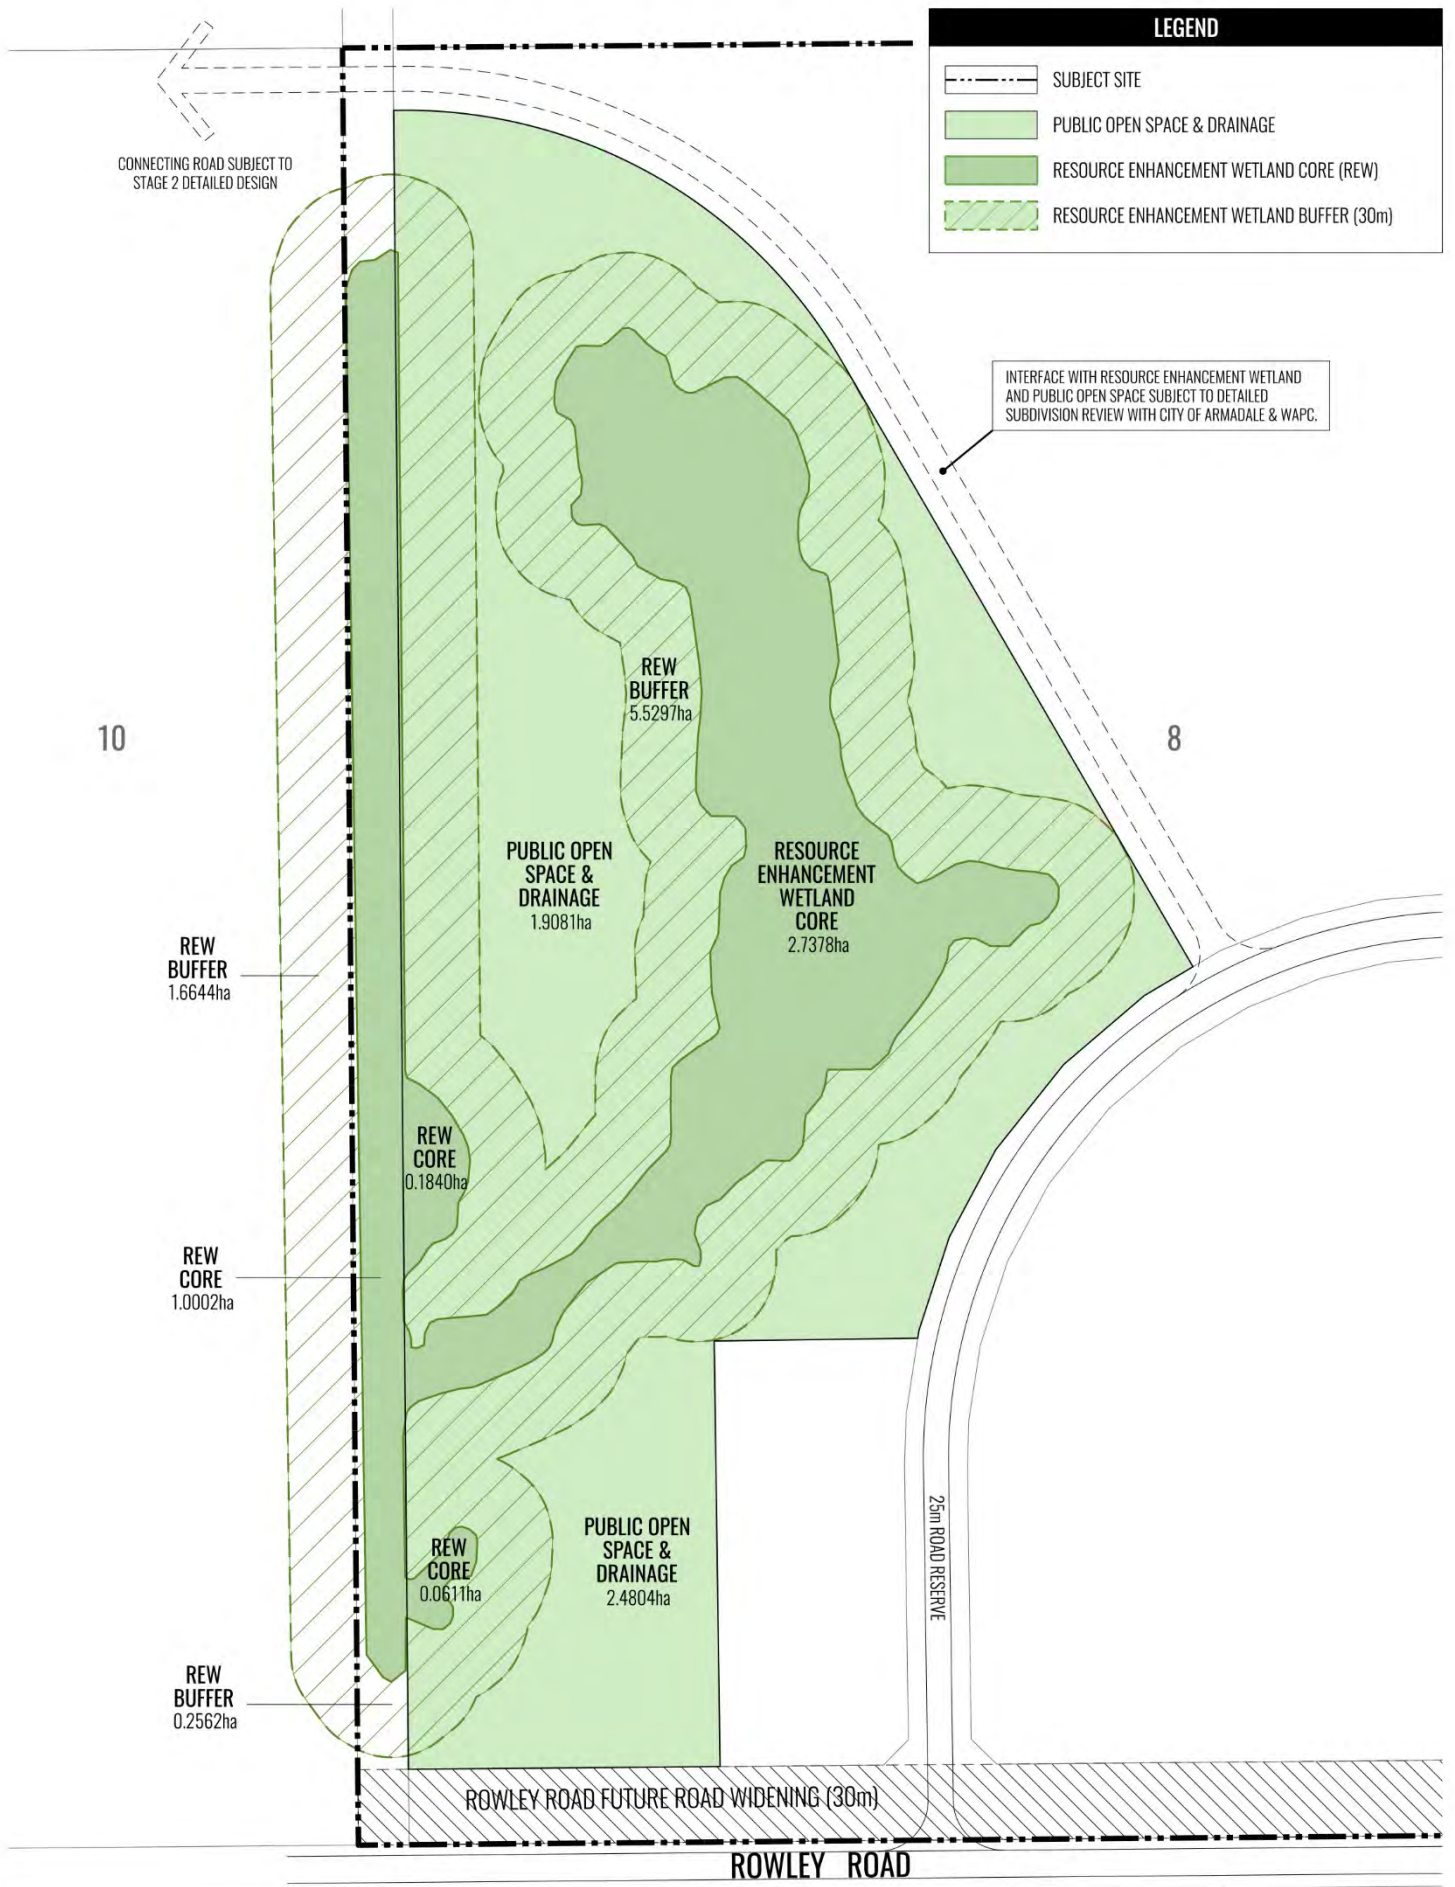 LEGEND
SUBJECT SITE
PUBLIC OPEN SPACE & DRAINAGE
RESOURCE ENHANCEMENT WETLAND CORE (REW)
RESOURCE ENHANCEMENT WETLAND BUFFER (30m)
CONNECTING ROAD SUBJECT TO
STAGE 2 DETAILED DESIGN
INTERFACE WITH RESOURCE ENHANCEMENT WETLAND
AND PUBLIC OPEN SPACE SUBJECT TO DETAILED
SUBDIVISION REVIEW WITH CITY OF ARMADALE & WAPC.
REW
BUFFER
5.5297ha
10
8
PUBLIC OPEN
SPACE &
DRAINAGE
1.9081ha
RESOURCE
ENHANCEMENT
WETLAND
CORE
2.7378ha
REW
BUFFER
1.6644ha
REW
CORE
0.1840ha
REW
CORE
1.0002ha
PUBLIC OPEN
SPACE &
DRAINAGE
2.4804ha
REW
CORE
0.0611ha
25m ROAD RESERVE
REW
BUFFER
0.2562ha
ROWLEY ROAD FUTURE ROAD WIDENING (30m)
ROWLEY ROAD